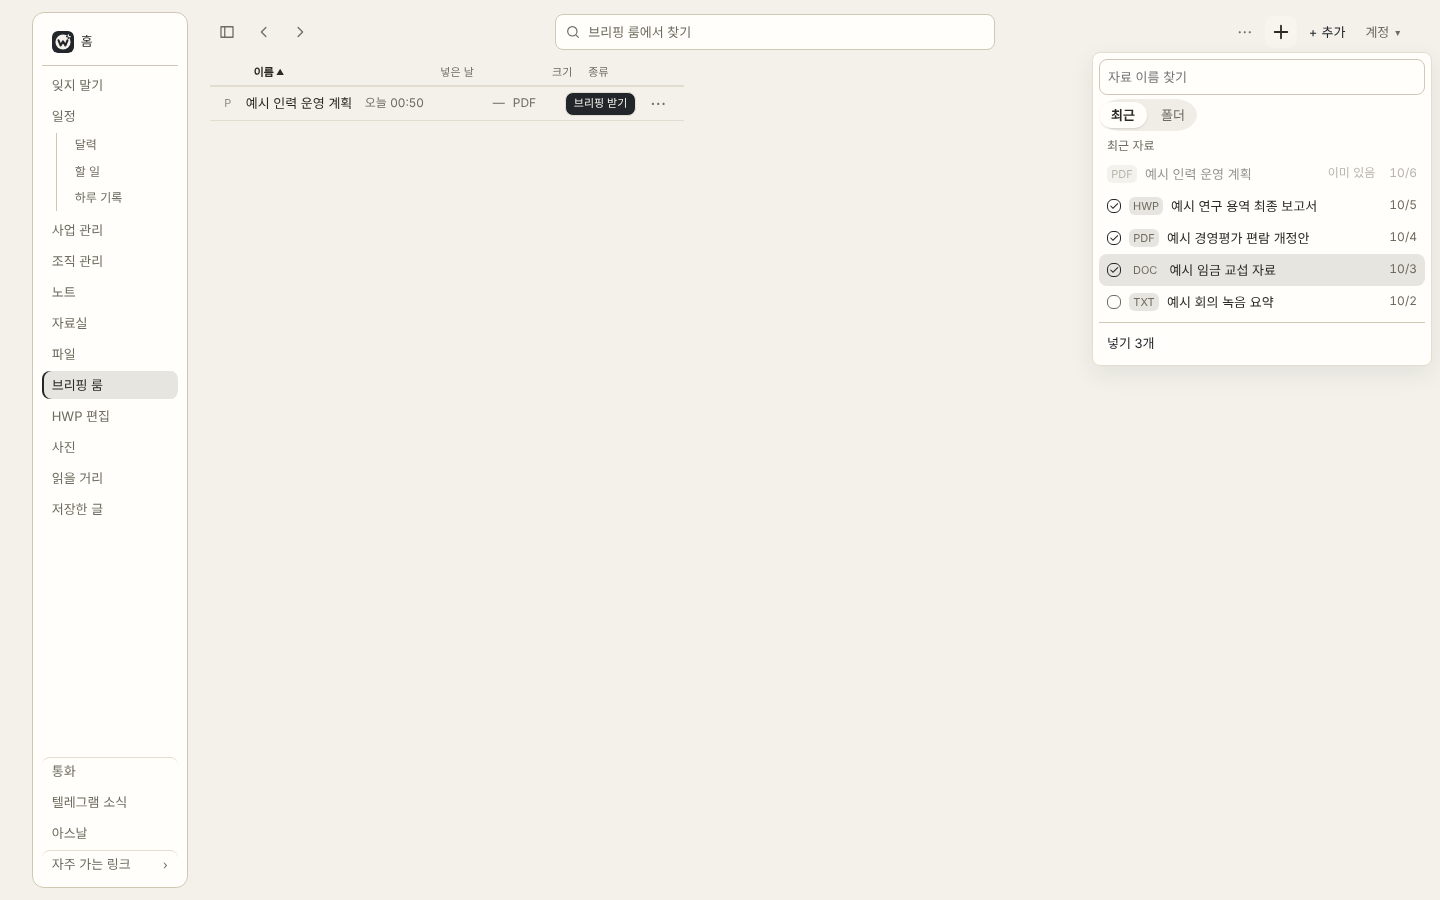 홈
잊지 말기
일정
달력
할 일
하루 기록
사업 관리
조직 관리
노트
자료실
파일
브리핑 룸
HWP 편집
사진
읽을 거리
저장한 글
통화
텔레그램 소식
아스날
자주 가는 링크 ›
브리핑 룸에서 찾기
··· + + 추가 계정 ▾
이름 ▲ 넣은 날 크기 종류
P 예시 인력 운영 계획 오늘 00:50 — PDF 브리핑 받기 ···
자료 이름 찾기
최근 폴더
최근 자료
PDF 예시 인력 운영 계획 이미 있음 10/6
HWP 예시 연구 용역 최종 보고서 10/5
PDF 예시 경영평가 편람 개정안 10/4
DOC 예시 임금 교섭 자료 10/3
TXT 예시 회의 녹음 요약 10/2
넣기 3개